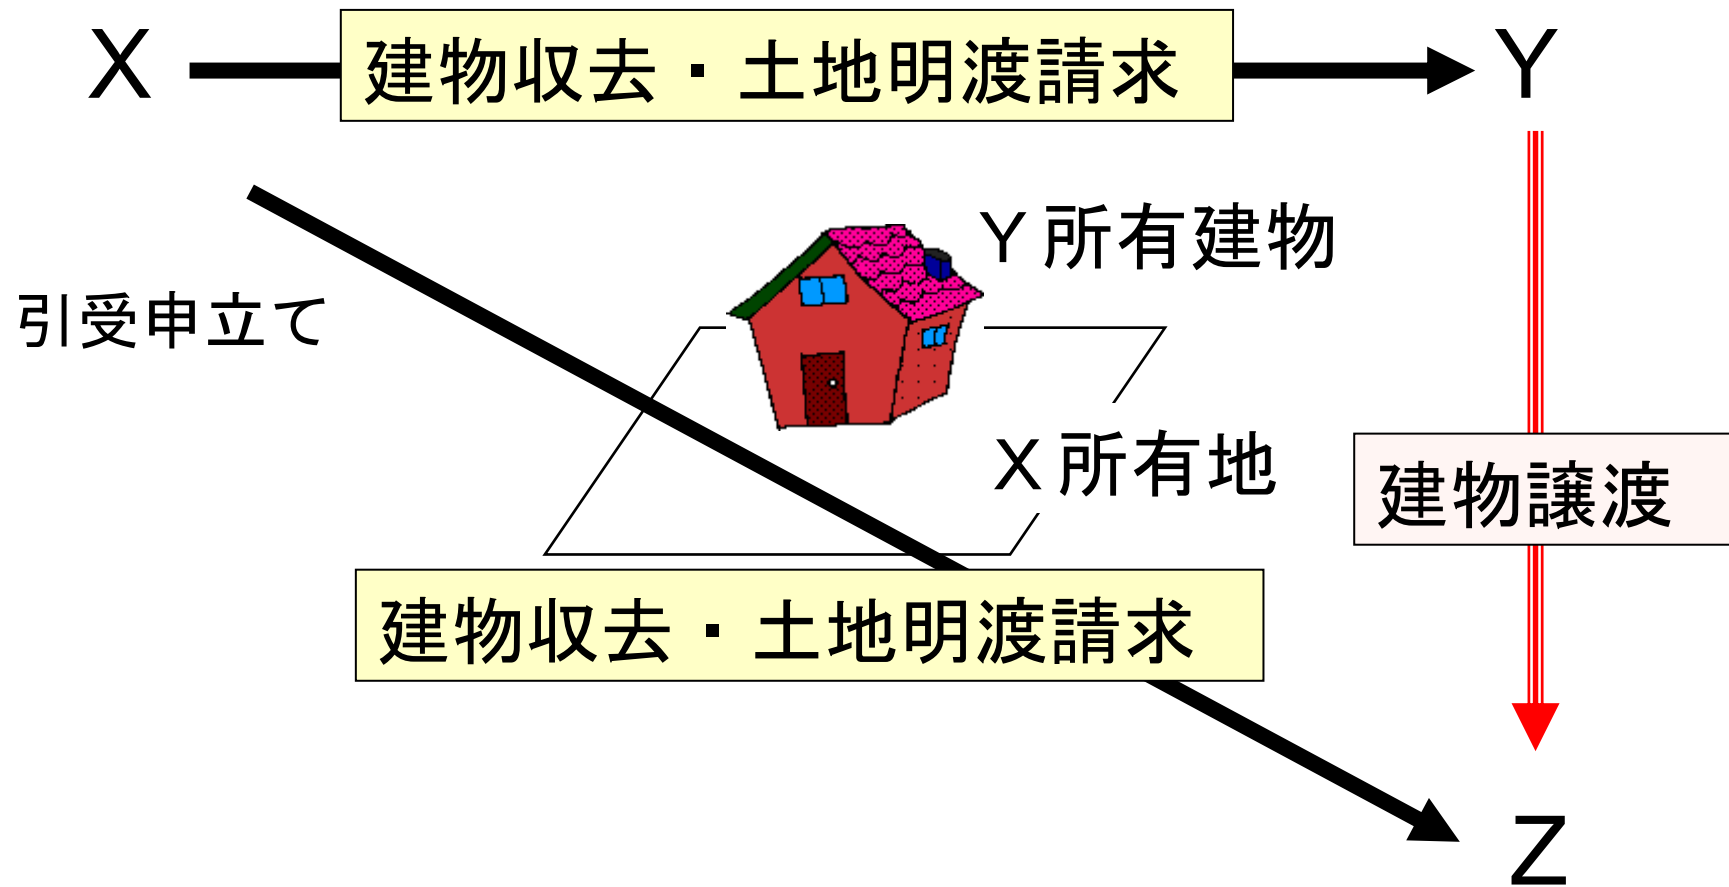 X 建物収去・土地明渡請求 Y
Y所有建物
引受申立て
X所有地
建物譲渡
建物収去・土地明渡請求
Z